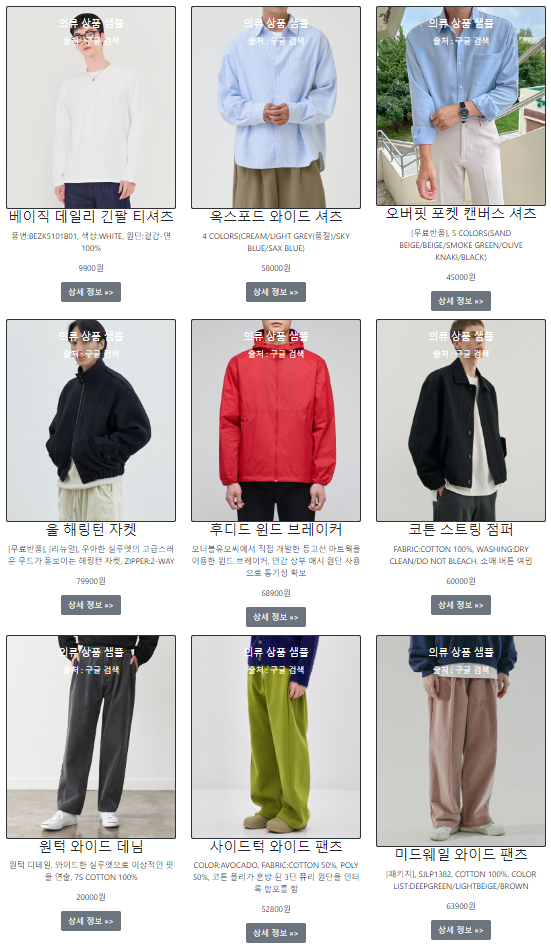 의류 상품 샘플
출처 : 구글 검색
베이직 데일리 긴팔 티셔츠
품번:BEZK5101B01, 색상:WHITE, 원단:겉감-면
100%
9900원
상세 정보 »>
의류 상품 샘플
출처 : 구글 검색
옥스포드 와이드 셔츠
4 COLORS(CREAM/LIGHT GREY(품절)/SKY
BLUE/SAX BLUE)
58000원
상세 정보 »>
의류 상품 샘플
출처 : 구글 검색
오버핏 포켓 캔버스 셔츠
[무료반품], 5 COLORS(SAND
BEIGE/BEIGE/SMOKE GREEN/OLIVE
KNAKI/BLACK)
45000원
상세 정보 »>
의류 상품 샘플
출처 : 구글 검색
울 해링턴 자켓
[무료반품], [리뉴얼], 우아한 실루엣의 고급스러
운 무드가 돋보이는 해링턴 자켓, ZIPPER:2-WAY
79900원
상세 정보 »>
의류 상품 샘플
출처 : 구글 검색
후디드 윈드 브레이커
모더블유모씨에서 직접 개발한 등고선 아트웍을
이용한 윈드 브레이커, 안감 상부 매시 원단 사용
으로 통기성 확보
68900원
상세 정보 »>
의류 상품 샘플
출처 : 구글 검색
코튼 스트링 점퍼
FABRIC:COTTON 100%, WASHING:DRY
CLEAN/DO NOT BLEACH, 소매 버튼 여밈
60000원
상세 정보 »>
의류 상품 샘플
출처 : 구글 검색
원턱 와이드 데님
원턱 디테일, 와이드한 실루엣으로 이상적인 핏
을 연출, 7S COTTON 100%
20000원
상세 정보 »>
의류 상품 샘플
출처 : 구글 검색
사이드턱 와이드 팬츠
COLOR:AVOCADO, FABRIC:COTTON 50%, POLY
50%, 코튼 폴리가 혼방 된 3단 퓨리 원단을 인터
록 합포를 함
52800원
상세 정보 »>
의류 상품 샘플
출처 : 구글 검색
미드웨일 와이드 팬츠
[패키지], SJLP1382, COTTON 100%, COLOR
LIST:DEEPGREEN/LIGHTBEIGE/BROWN
63900원
상세 정보 »>